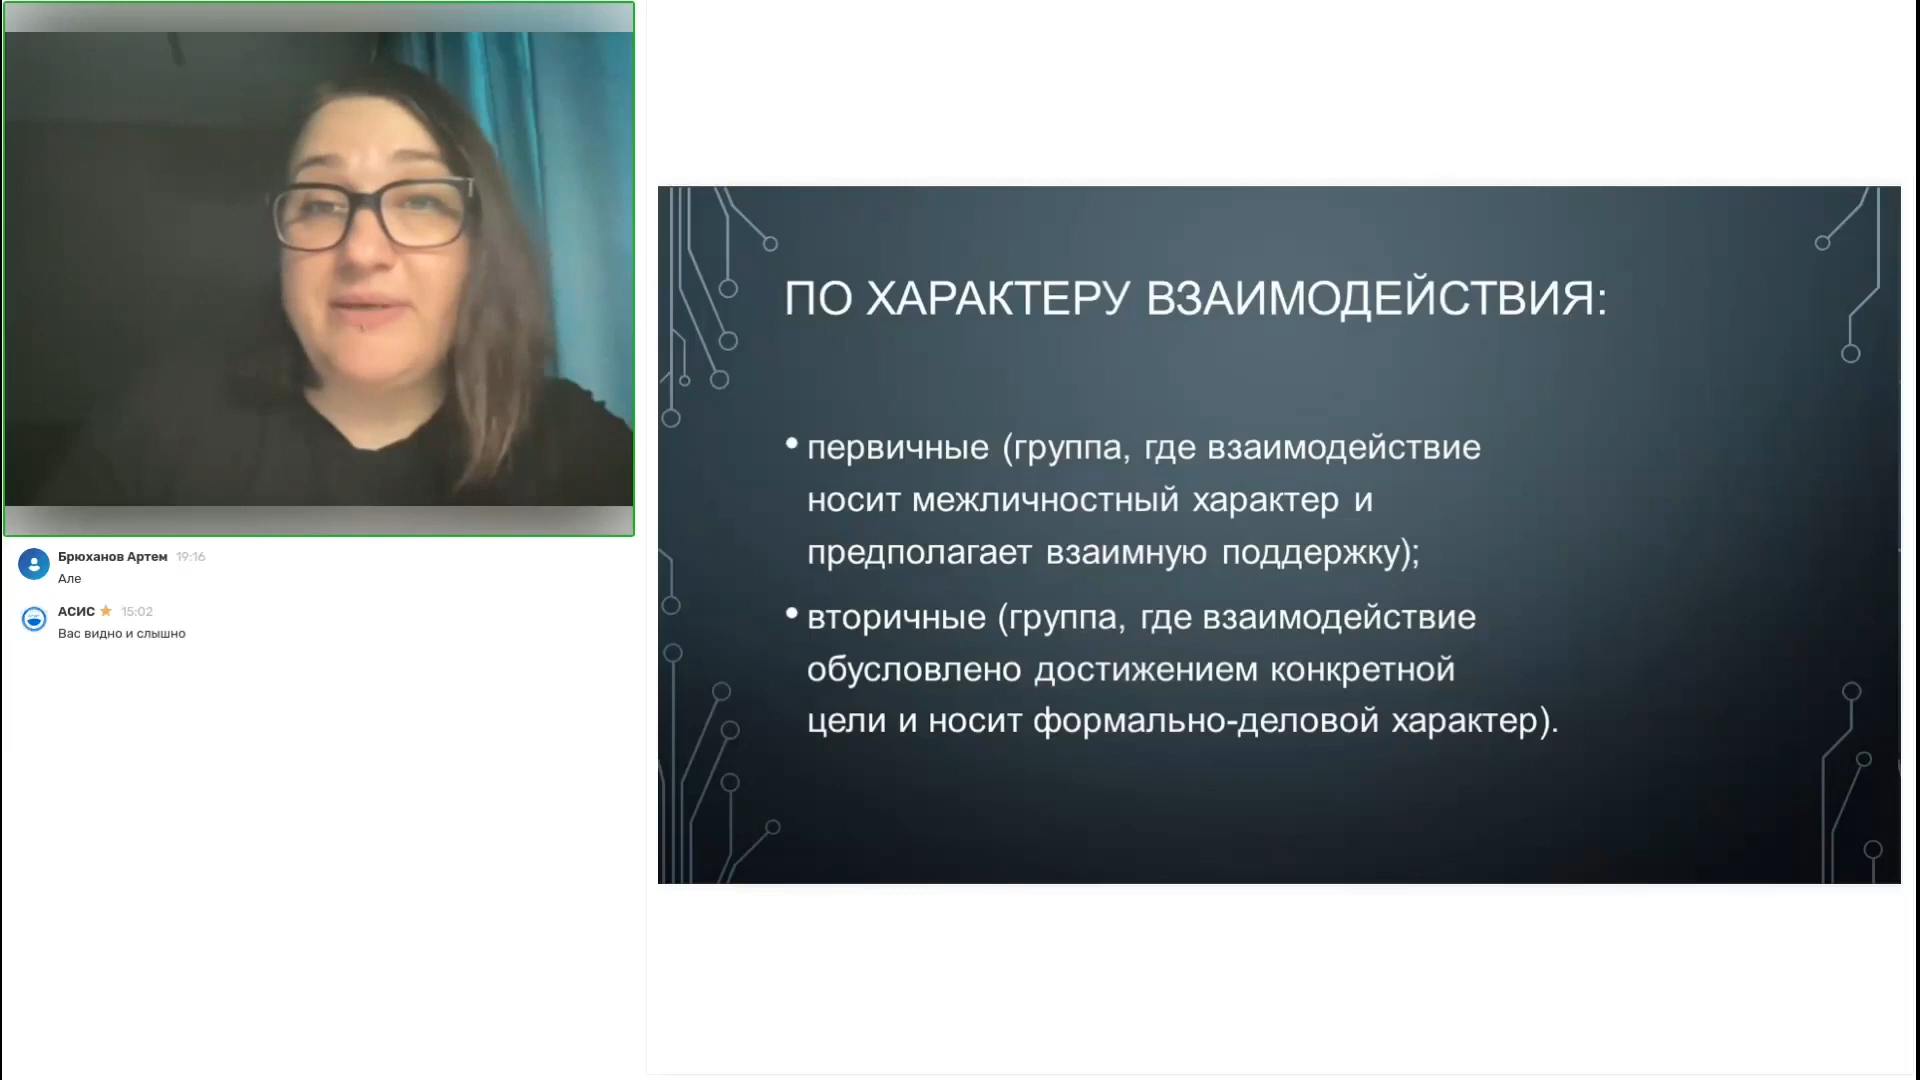 Брюханов Артем 19:16
Але
АСИС 15:02
Вас видно и слышно
ПО ХАРАКТЕРУ ВЗАИМОДЕЙСТВИЯ:
• первичные (группа, где взаимодействие
носит межличностный характер и
предполагает взаимную поддержку);
• вторичные (группа, где взаимодействие
обусловлено достижением конкретной
цели и носит формально-деловой характер).